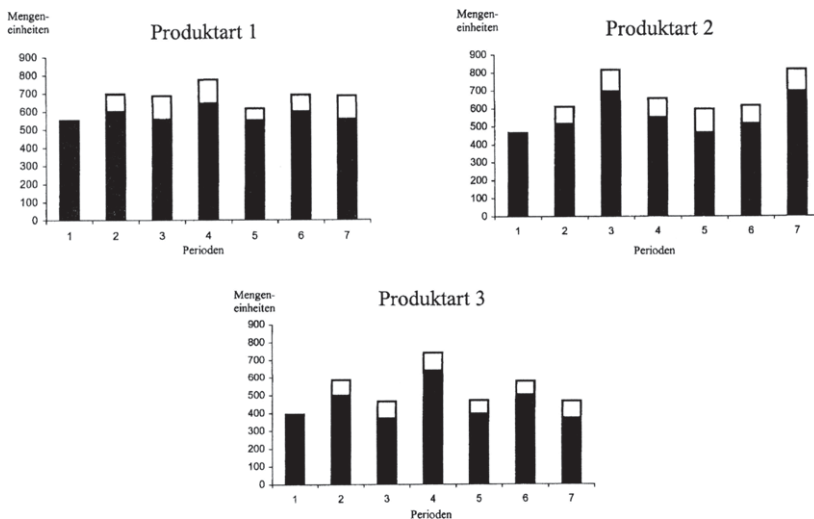 Mengen-
einheiten
Produktart 1
900
800
700
600
500
400
300
200
100
0
1 2 3 4 5 6 7
Perioden
Mengen-
einheiten
Produktart 2
900
800
700
600
500
400
300
200
100
0
1 2 3 4 5 6 7
Perioden
Mengen-
einheiten
Produktart 3
900
800
700
600
500
400
300
200
100
0
1 2 3 4 5 6 7
Perioden